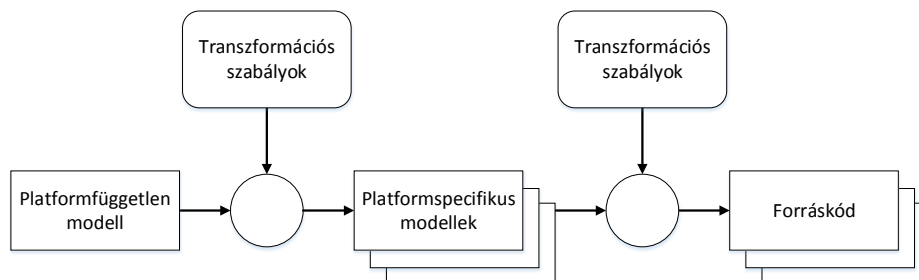 Transzformációs
szabályok
Transzformációs
szabályok
Platformfüggetlen
modell
Platformspecifikus
modellek
Forráskód